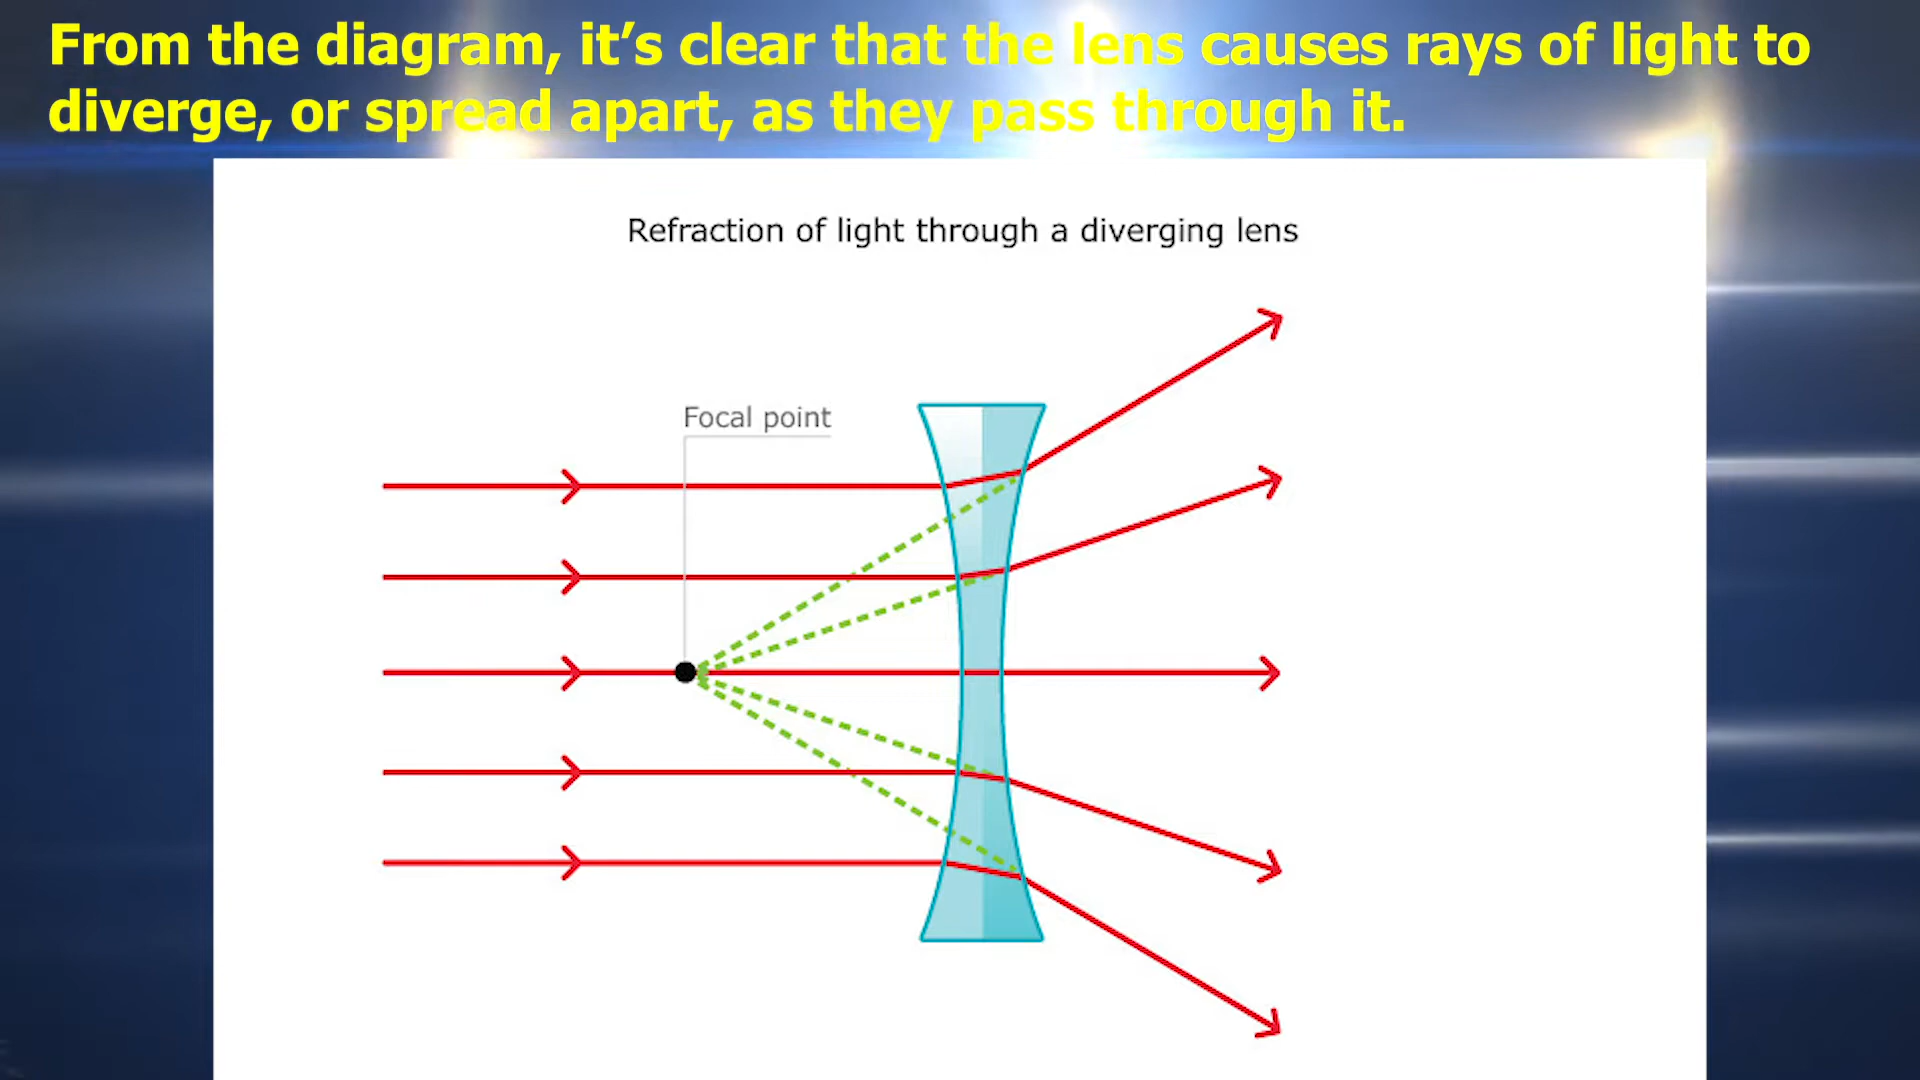 From the diagram, it’s clear that the lens causes rays of light to
diverge, or spread apart, as they pass through it.
Refraction of light through a diverging lens
Focal point